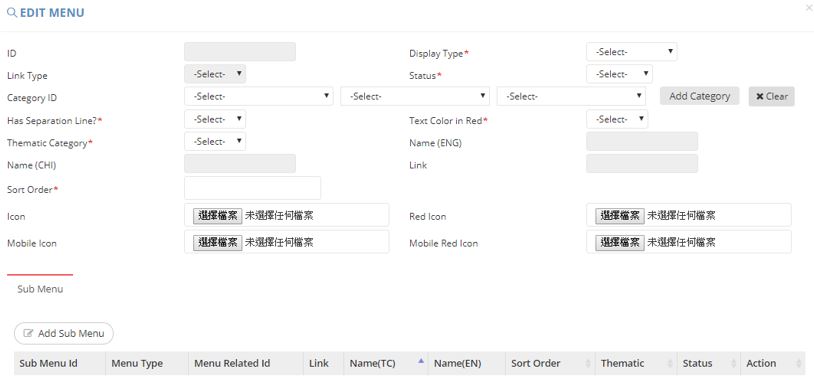 EDIT MENU
×
ID
Display Type*
-Select-
Link Type
-Select-
Status*
-Select-
Category ID
-Select-
-Select-
-Select-
Add Category
✖ Clear
Has Separation Line?*
-Select-
Text Color in Red*
-Select-
Thematic Category*
-Select-
Name (ENG)
Name (CHI)
Link
Sort Order*
Icon
選擇檔案 未選擇任何檔案
Red Icon
選擇檔案 未選擇任何檔案
Mobile Icon
選擇檔案 未選擇任何檔案
Mobile Red Icon
選擇檔案 未選擇任何檔案
Sub Menu
Add Sub Menu
Sub Menu Id Menu Type Menu Related Id Link Name(TC) Name(EN) Sort Order Thematic Status Action